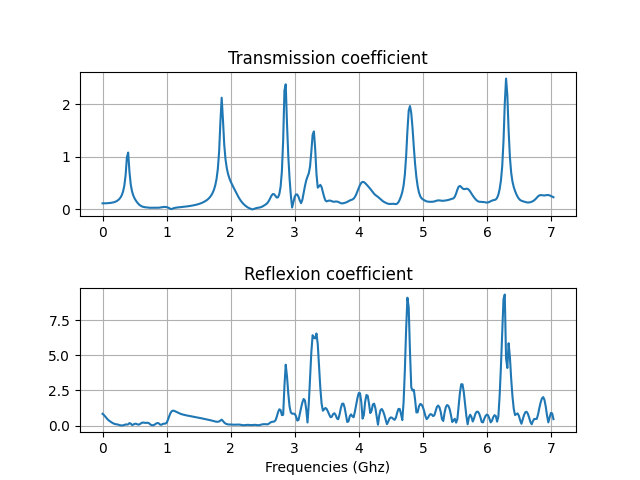 Transmission coefficient
2
1
0
0 1 2 3 4 5 6 7
Reflexion coefficient
7.5
5.0
2.5
0.0
0 1 2 3 4 5 6 7
Frequencies (Ghz)